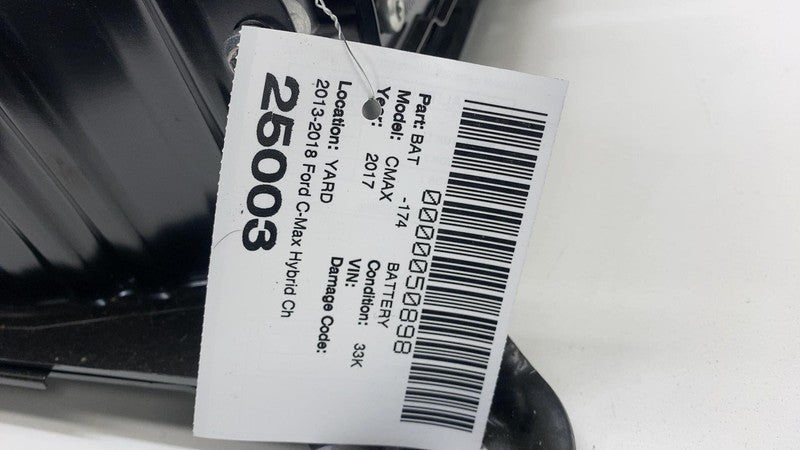 0000050898
Part: BAT -174 BATTERY
Model: CMAX Condition: 33K
Year: 2017 VIN:
Location: YARD Damage Code:
2013-2018 Ford C-Max Hybrid Ch
25003